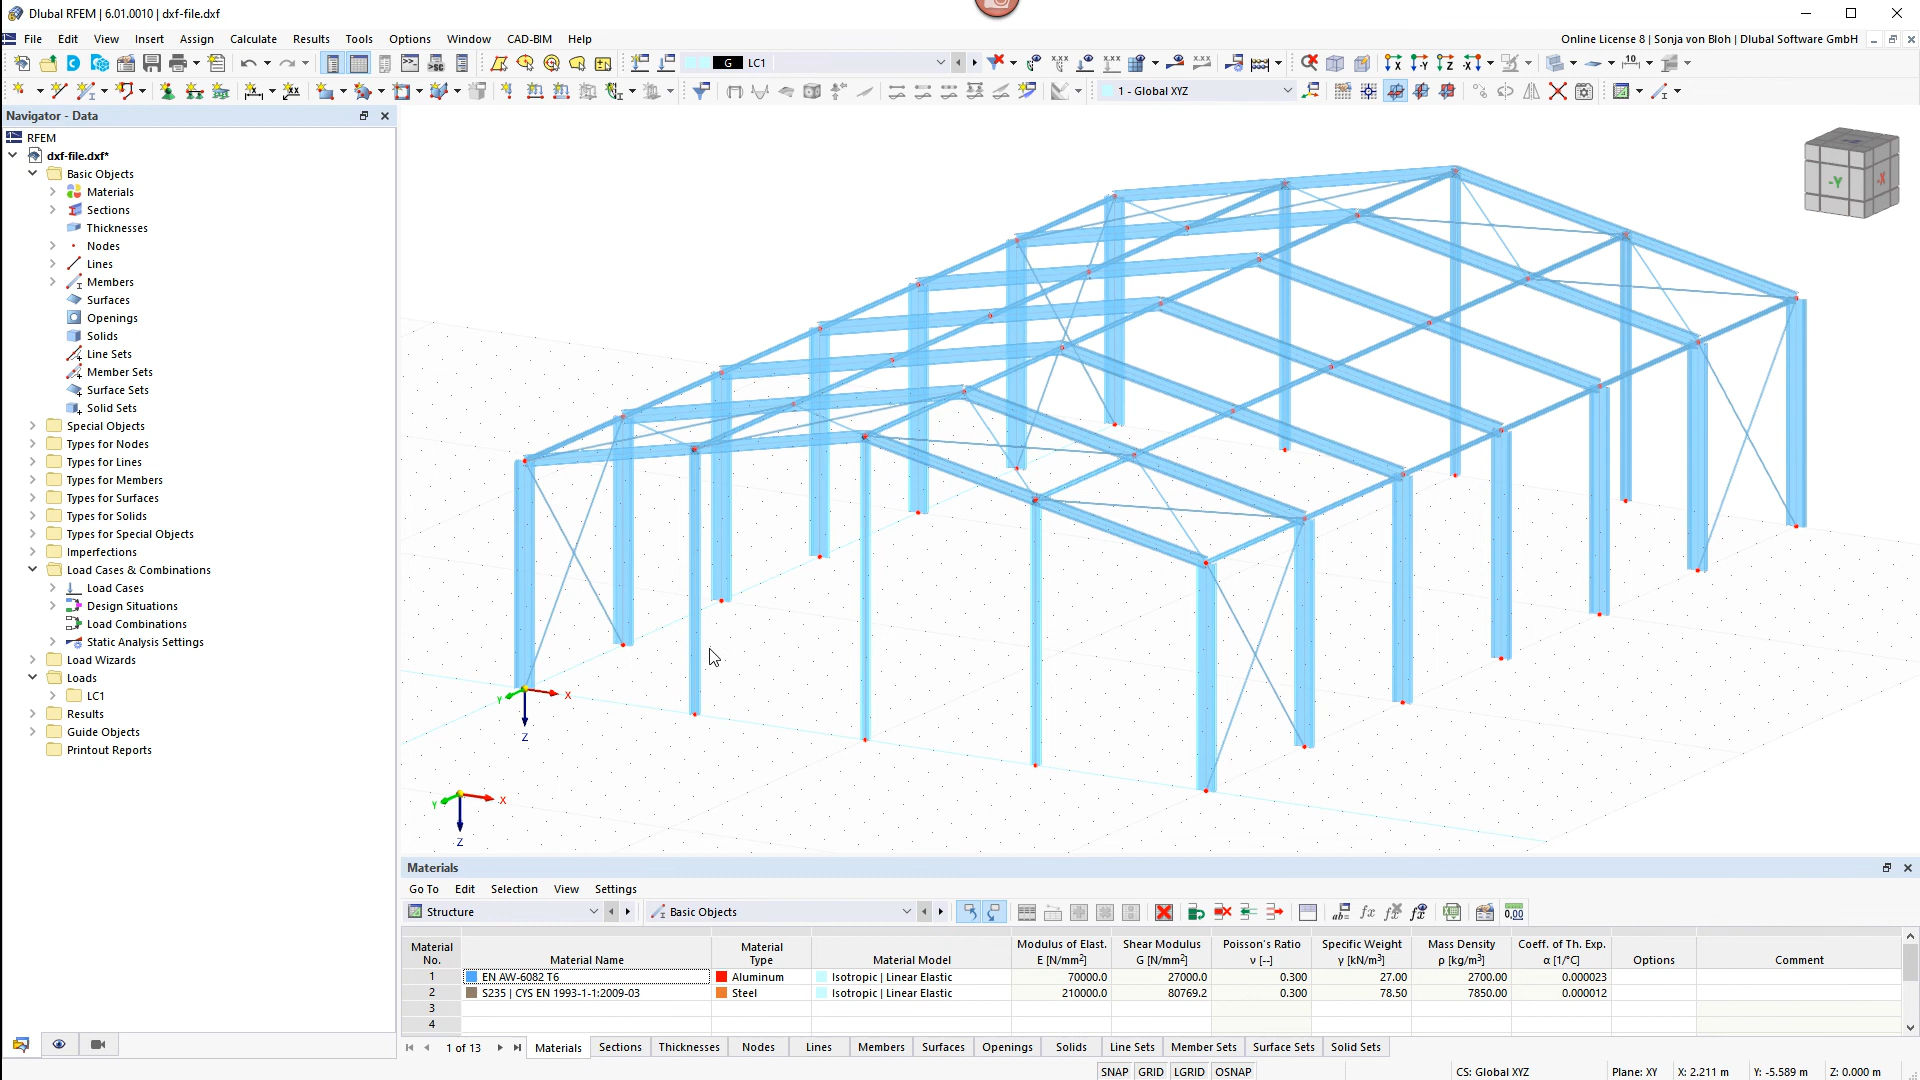 Dlubal RFEM | 6.01.0010 | dxf-file.dxf
File Edit View Insert Assign Calculate Results Tools Options Window CAD-BIM Help
Online License 8 | Sonja von Bloh | Dlubal Software GmbH
G LC1
1 - Global XYZ
Navigator - Data
RFEM
dxf-file.dxf*
Basic Objects
Materials
Sections
Thicknesses
Nodes
Lines
Members
Surfaces
Openings
Solids
Line Sets
Member Sets
Surface Sets
Solid Sets
Special Objects
Types for Nodes
Types for Lines
Types for Members
Types for Surfaces
Types for Solids
Types for Special Objects
Imperfections
Load Cases & Combinations
Load Cases
Design Situations
Load Combinations
Static Analysis Settings
Load Wizards
Loads
LC1
Results
Guide Objects
Printout Reports
-Y -X
Y X
Z
Y X
Z
Materials
Go To Edit Selection View Settings
Structure Basic Objects
Material No. Material Name Material Type Material Model Modulus of Elast. E [N/mm²] Shear Modulus G [N/mm²] Poisson's Ratio ν [--] Specific Weight γ [kN/m³] Mass Density ρ [kg/m³] Coeff. of Th. Exp. α [1/°C] Options Comment
1 EN AW-6082 T6 Aluminum Isotropic | Linear Elastic 70000.0 27000.0 0.300 27.00 2700.00 0.000023
2 S235 | CYS EN 1993-1-1:2009-03 Steel Isotropic | Linear Elastic 210000.0 80769.2 0.300 78.50 7850.00 0.000012
3
4
1 of 13 Materials Sections Thicknesses Nodes Lines Members Surfaces Openings Solids Line Sets Member Sets Surface Sets Solid Sets
SNAP GRID LGRID OSNAP CS: Global XYZ Plane: XY X: 2.211 m Y: -5.589 m Z: 0.000 m